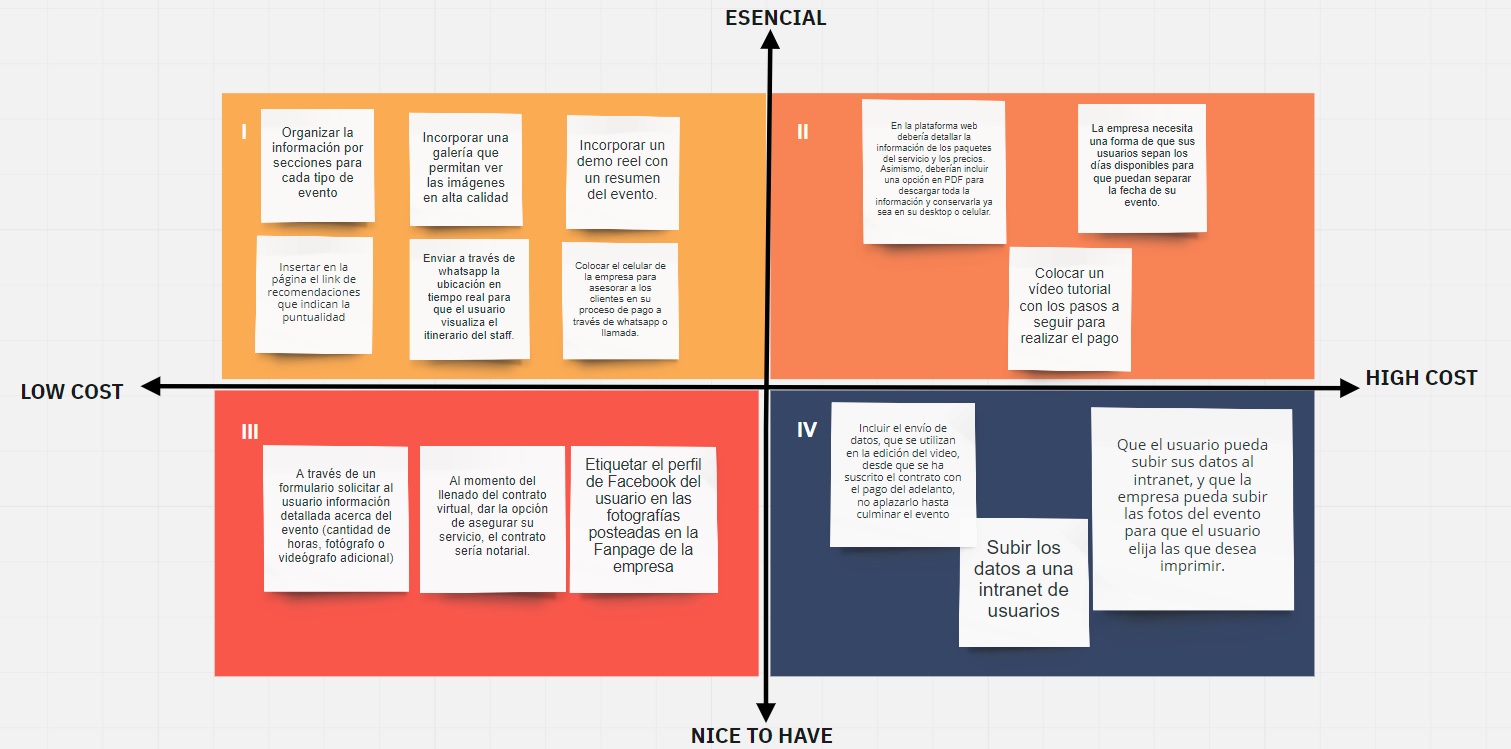 ESENCIAL
I
Organizar la
información por
secciones para
cada tipo de
evento
Incorporar una
galería que
permitan ver
las imágenes
en alta calidad
Incorporar un
demo reel con
un resumen
del evento.
Insertar en la
página el link de
recomendaciones
que indican la
puntualidad
Enviar a través de
whatsapp la
ubicación en
tiempo real para
que el usuario
visualiza el
itinerario del staff.
Colocar el celular de
la empresa para
asesorar a los
clientes en su
proceso de pago a
través de whatsapp o
llamada.
II
En la plataforma web
debería detallar la
información de los paquetes
del servicio y los precios.
Asimismo, deberían incluir
una opción en PDF para
descargar toda la
información y conservarla ya
sea en su desktop o celular.
La empresa necesita
una forma de que sus
usuarios sepan los
días disponibles para
que puedan separar
la fecha de su
evento.
Colocar un
vídeo tutorial
con los pasos a
seguir para
realizar el pago
LOW COST
HIGH COST
III
A través de un
formulario solicitar al
usuario información
detallada acerca del
evento (cantidad de
horas, fotógrafo o
videógrafo adicional)
Al momento del
llenado del contrato
virtual, dar la opción
de asegurar su
servicio, el contrato
sería notarial.
Etiquetar el perfil
de Facebook del
usuario en las
fotografías
posteadas en la
Fanpage de la
empresa
IV
Incluir el envío de
datos, que se utilizan
en la edición del video,
desde que se ha
suscrito el contrato con
el pago del adelanto,
no aplazarlo hasta
culminar el evento
Subir los
datos a una
intranet de
usuarios
Que el usuario pueda
subir sus datos al
intranet, y que la
empresa pueda subir
las fotos del evento
para que el usuario
elija las que desea
imprimir.
NICE TO HAVE